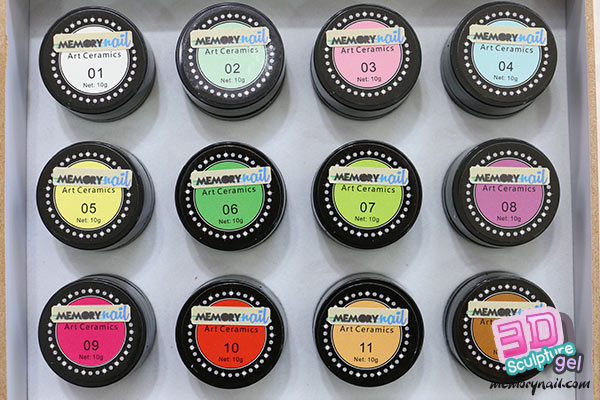 MEMORYnail
Art Ceramics
01
Net: 10g
MEMORYnail
Art Ceramics
02
Net: 10g
MEMORYnail
Art Ceramics
03
Net: 10g
MEMORYnail
Art Ceramics
04
Net: 10g
MEMORYnail
Art Ceramics
05
Net: 10g
MEMORYnail
Art Ceramics
06
Net: 10g
MEMORYnail
Art Ceramics
07
Net: 10g
MEMORYnail
Art Ceramics
08
Net: 10g
MEMORYnail
Art Ceramics
09
Net: 10g
MEMORYnail
Art Ceramics
10
Net: 10g
MEMORYnail
Art Ceramics
11
Net: 10g
MEMORYnail
3D
Sculpture
gel
memorynail.com